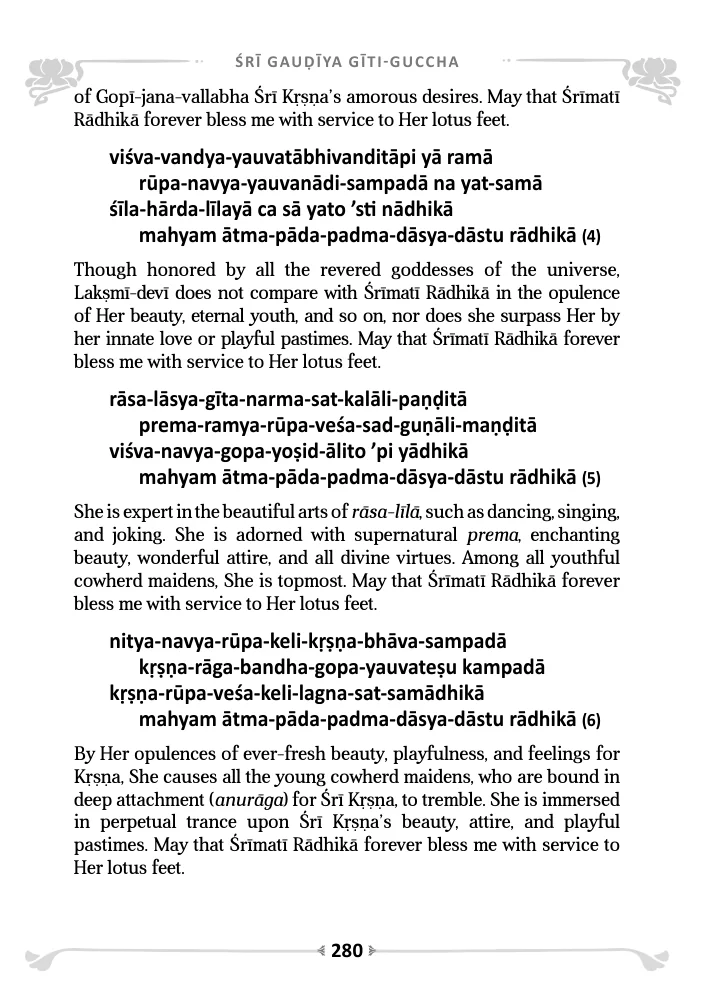 ŚRĪ GAUḌĪYA GĪTI-GUCCHA
of Gopī-jana-vallabha Śrī Kṛṣṇa’s amorous desires. May that Śrīmatī
Rādhikā forever bless me with service to Her lotus feet.
viśva-vandya-yauvatābhivanditāpi yā ramā
rūpa-navya-yauvanādi-sampadā na yat-samā
śīla-hārda-līlayā ca sā yato ’sti nādhikā
mahyam ātma-pāda-padma-dāsya-dāstu rādhikā (4)
Though honored by all the revered goddesses of the universe,
Lakṣmī-devī does not compare with Śrīmatī Rādhikā in the opulence
of Her beauty, eternal youth, and so on, nor does she surpass Her by
her innate love or playful pastimes. May that Śrīmatī Rādhikā forever
bless me with service to Her lotus feet.
rāsa-lāsya-gīta-narma-sat-kalāli-paṇḍitā
prema-ramya-rūpa-veśa-sad-guṇāli-maṇḍitā
viśva-navya-gopa-yoṣid-ālito ’pi yādhikā
mahyam ātma-pāda-padma-dāsya-dāstu rādhikā (5)
She is expert in the beautiful arts of rāsa-līlā, such as dancing, singing,
and joking. She is adorned with supernatural prema, enchanting
beauty, wonderful attire, and all divine virtues. Among all youthful
cowherd maidens, She is topmost. May that Śrīmatī Rādhikā forever
bless me with service to Her lotus feet.
nitya-navya-rūpa-keli-kṛṣṇa-bhāva-sampadā
kṛṣṇa-rāga-bandha-gopa-yauvateṣu kampadā
kṛṣṇa-rūpa-veśa-keli-lagna-sat-samādhikā
mahyam ātma-pāda-padma-dāsya-dāstu rādhikā (6)
By Her opulences of ever-fresh beauty, playfulness, and feelings for
Kṛṣṇa, She causes all the young cowherd maidens, who are bound in
deep attachment (anurāga) for Śrī Kṛṣṇa, to tremble. She is immersed
in perpetual trance upon Śrī Kṛṣṇa’s beauty, attire, and playful
pastimes. May that Śrīmatī Rādhikā forever bless me with service to
Her lotus feet.
280